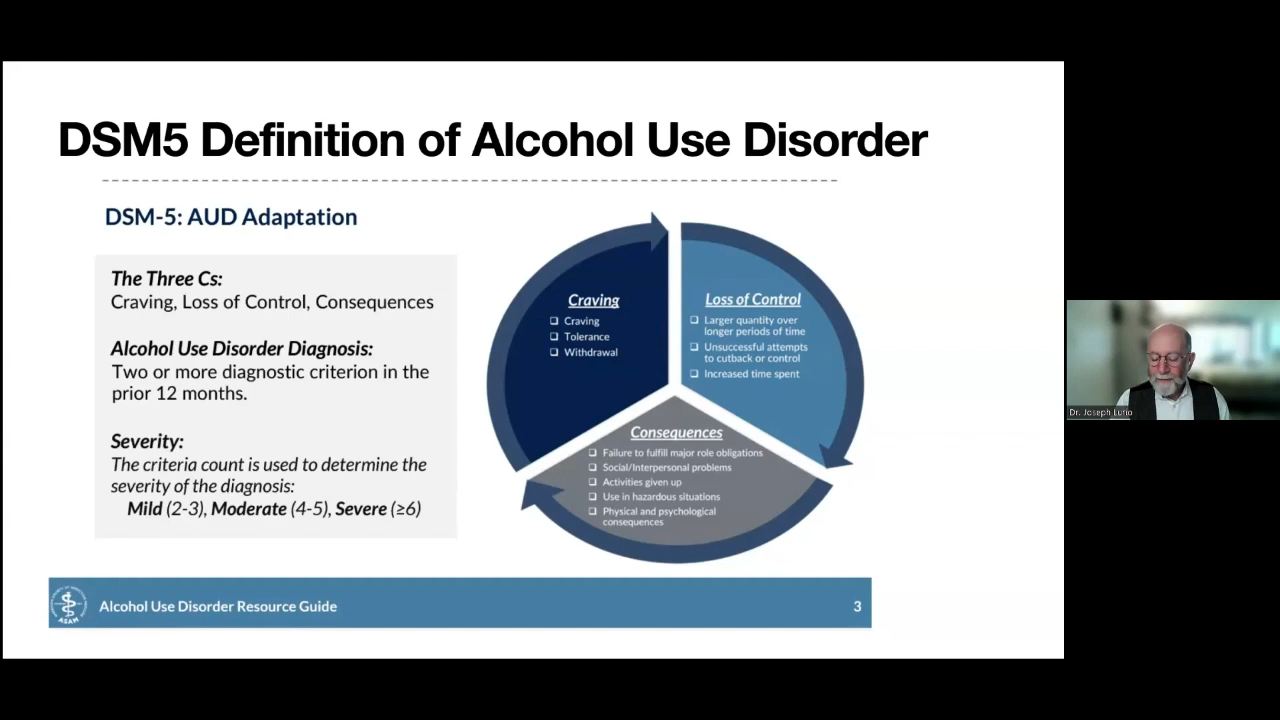 DSM5 Definition of Alcohol Use Disorder
DSM-5: AUD Adaptation
The Three Cs:
Craving, Loss of Control, Consequences
Alcohol Use Disorder Diagnosis:
Two or more diagnostic criterion in the
prior 12 months.
Severity:
The criteria count is used to determine the
severity of the diagnosis:
Mild (2-3), Moderate (4-5), Severe (≥6)
Craving
❑ Craving
❑ Tolerance
❑ Withdrawal
Loss of Control
❑ Larger quantity over
longer periods of time
❑ Unsuccessful attempts
to cutback or control
❑ Increased time spent
Consequences
❑ Failure to fulfill major role obligations
❑ Social/Interpersonal problems
❑ Activities given up
❑ Use in hazardous situations
❑ Physical and psychological
consequences
ASAM
Alcohol Use Disorder Resource Guide
3
Dr. Joseph Lurio